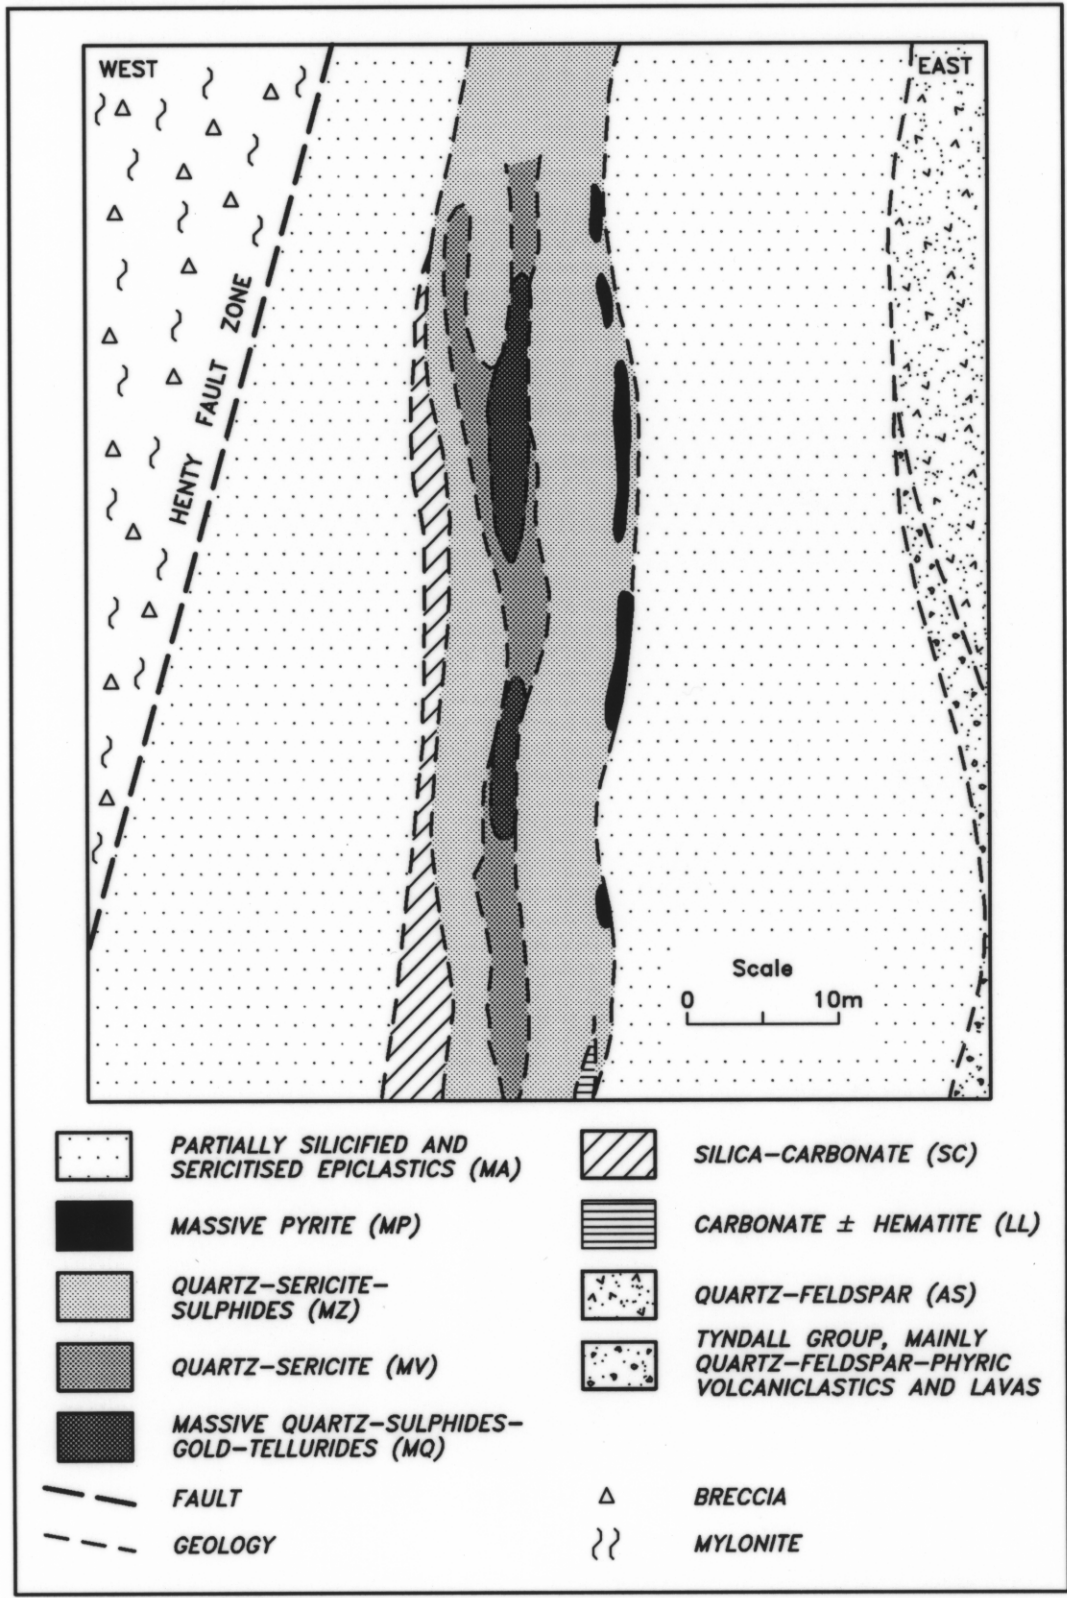 WEST
EAST
HENTY FAULT ZONE
Scale
0 10m
PARTIALLY SILICIFIED AND
SERICITISED EPICLASTICS (MA)
MASSIVE PYRITE (MP)
QUARTZ-SERICITE-
SULPHIDES (MZ)
QUARTZ-SERICITE (MV)
MASSIVE QUARTZ-SULPHIDES-
GOLD-TELLURIDES (MQ)
FAULT
GEOLOGY
SILICA-CARBONATE (SC)
CARBONATE ± HEMATITE (LL)
QUARTZ-FELDSPAR (AS)
TYNDALL GROUP, MAINLY
QUARTZ-FELDSPAR-PHYRIC
VOLCANICLASTICS AND LAVAS
BRECCIA
MYLONITE